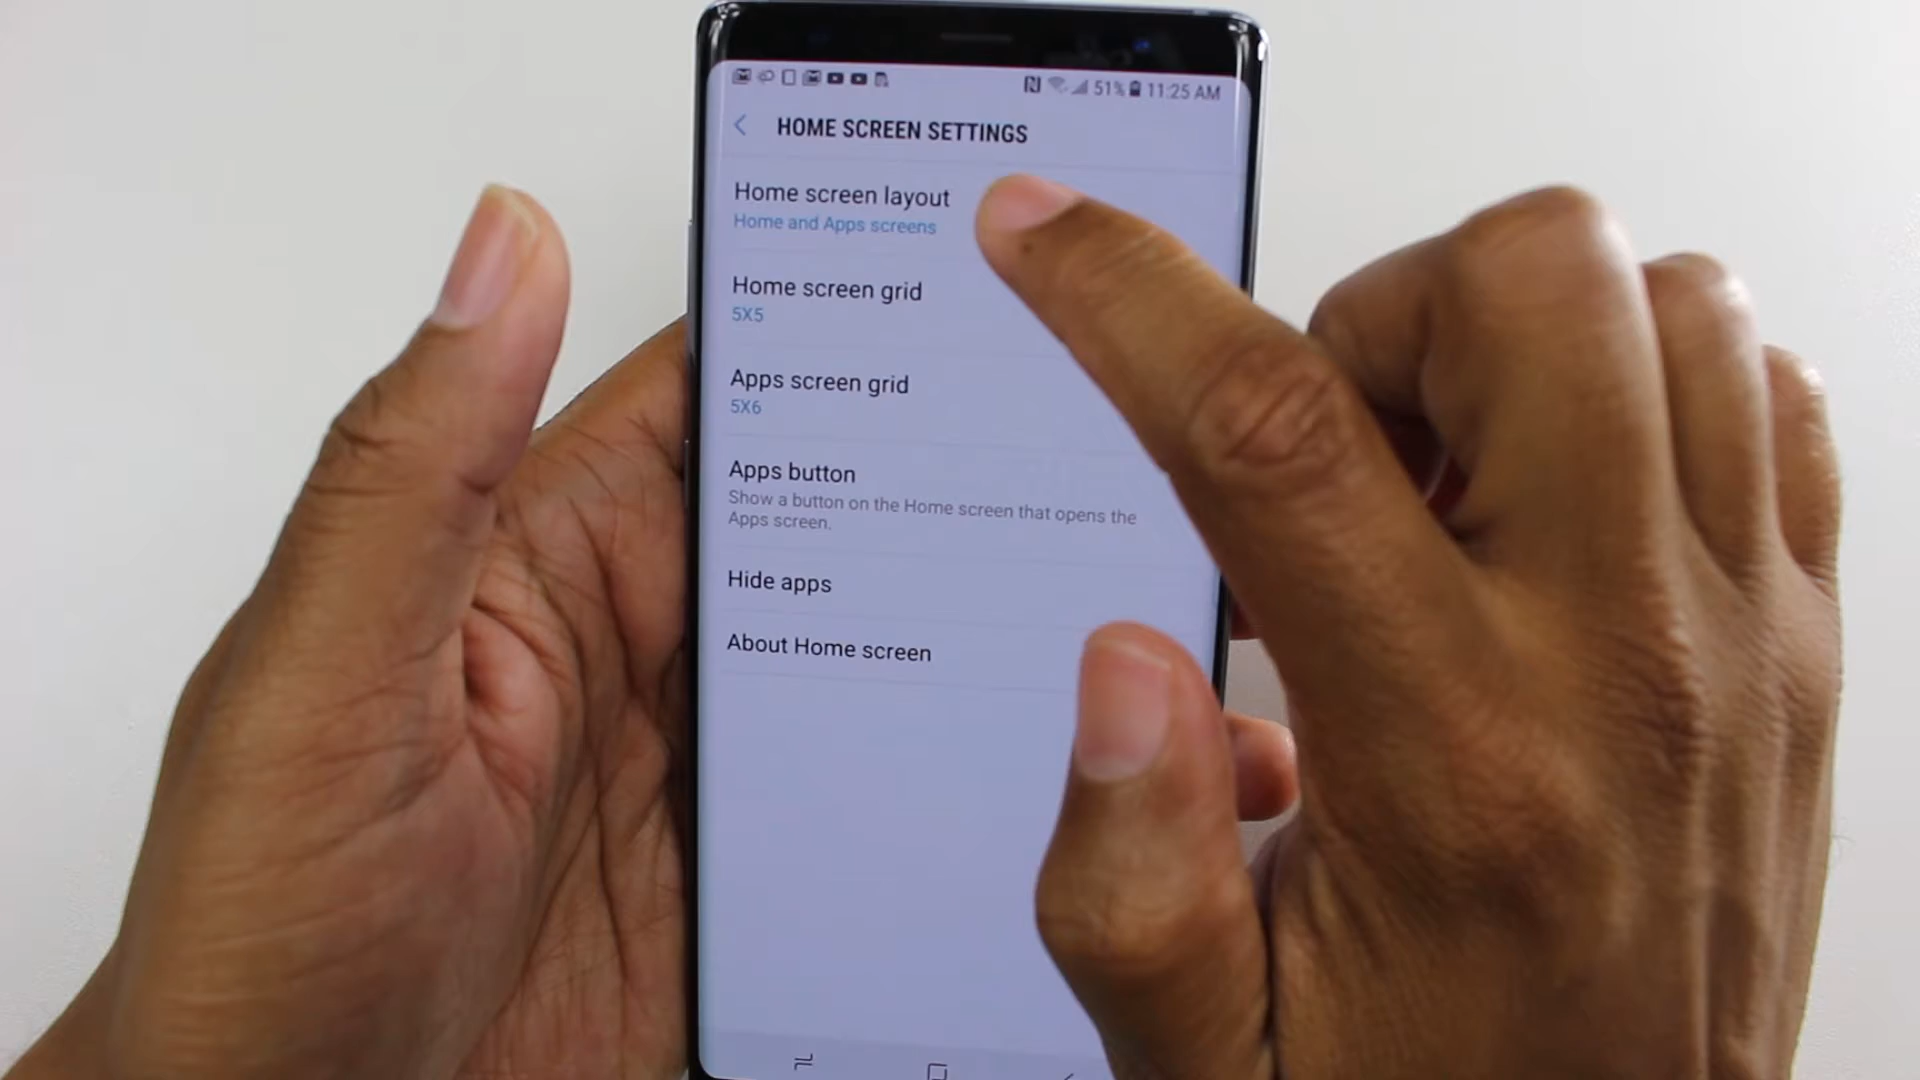 51% 11:25 AM
HOME SCREEN SETTINGS
Home screen layout
Home and Apps screens
Home screen grid
5X5
Apps screen grid
5X6
Apps button
Show a button on the Home screen that opens the
Apps screen.
Hide apps
About Home screen